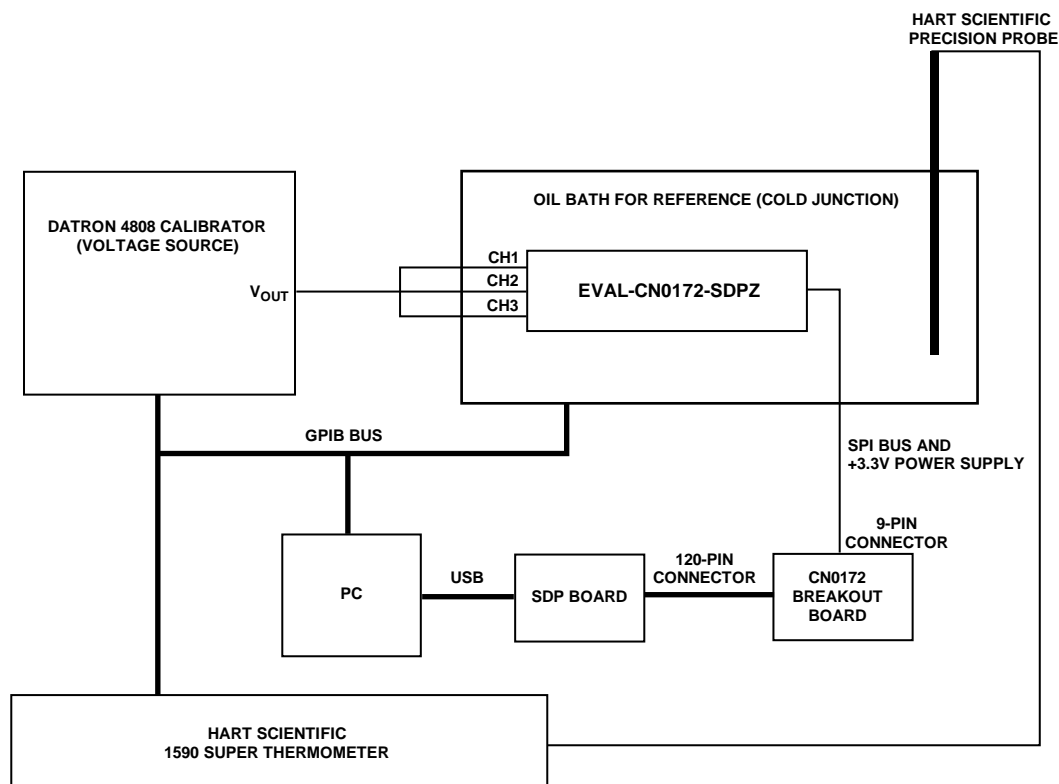 HART SCIENTIFIC
PRECISION PROBE
DATRON 4808 CALIBRATOR
(VOLTAGE SOURCE)
VOUT
OIL BATH FOR REFERENCE (COLD JUNCTION)
CH1
CH2
CH3
EVAL-CN0172-SDPZ
GPIB BUS
SPI BUS AND
+3.3V POWER SUPPLY
9-PIN
CONNECTOR
PC
USB
SDP BOARD
120-PIN
CONNECTOR
CN0172
BREAKOUT
BOARD
HART SCIENTIFIC
1590 SUPER THERMOMETER